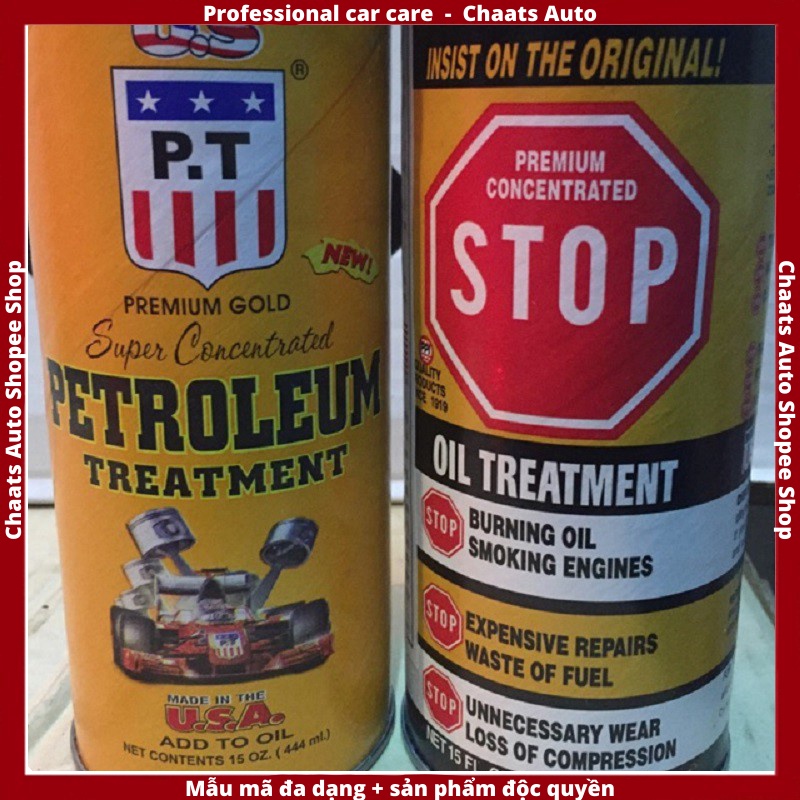 Professional car care - Chaats Auto
Chaats Auto Shopee Shop
Chaats Auto Shopee Shop
U.S
®
P.T
NEW!
PREMIUM GOLD
Super Concentrated
PETROLEUM
TREATMENT
P.T
MADE IN THE
U.S.A.
ADD TO OIL
NET CONTENTS 15 OZ. ( 444 ml.)
INSIST ON THE ORIGINAL!
PREMIUM
CONCENTRATED
STOP
QUALITY
PRODUCTS
SINCE 1919
OIL TREATMENT
STOP
BURNING OIL
SMOKING ENGINES
STOP
EXPENSIVE REPAIRS
WASTE OF FUEL
STOP
UNNECESSARY WEAR
LOSS OF COMPRESSION
NET 15 FL
Mẫu mã đa dạng + sản phẩm độc quyền